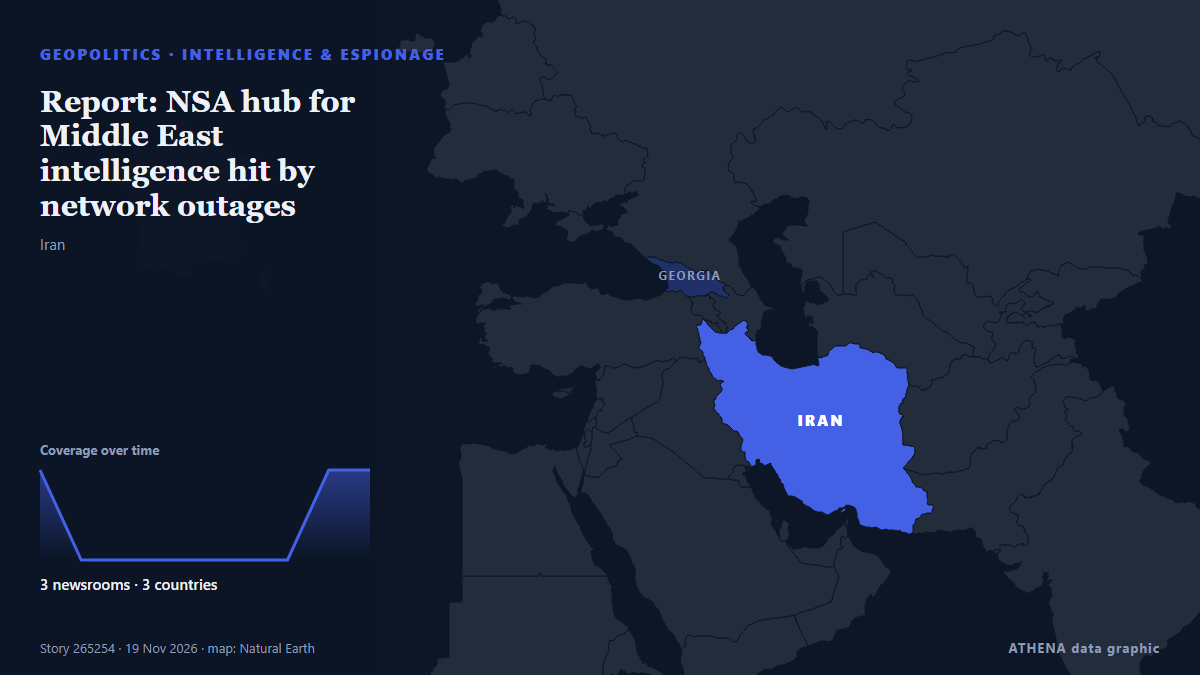 GEOPOLITICS · INTELLIGENCE & ESPIONAGE
Report: NSA hub for
Middle East
intelligence hit by
network outages
Iran
GEORGIA
IRAN
Coverage over time
3 newsrooms · 3 countries
Story 265254 · 19 Nov 2026 · map: Natural Earth
ATHENA data graphic